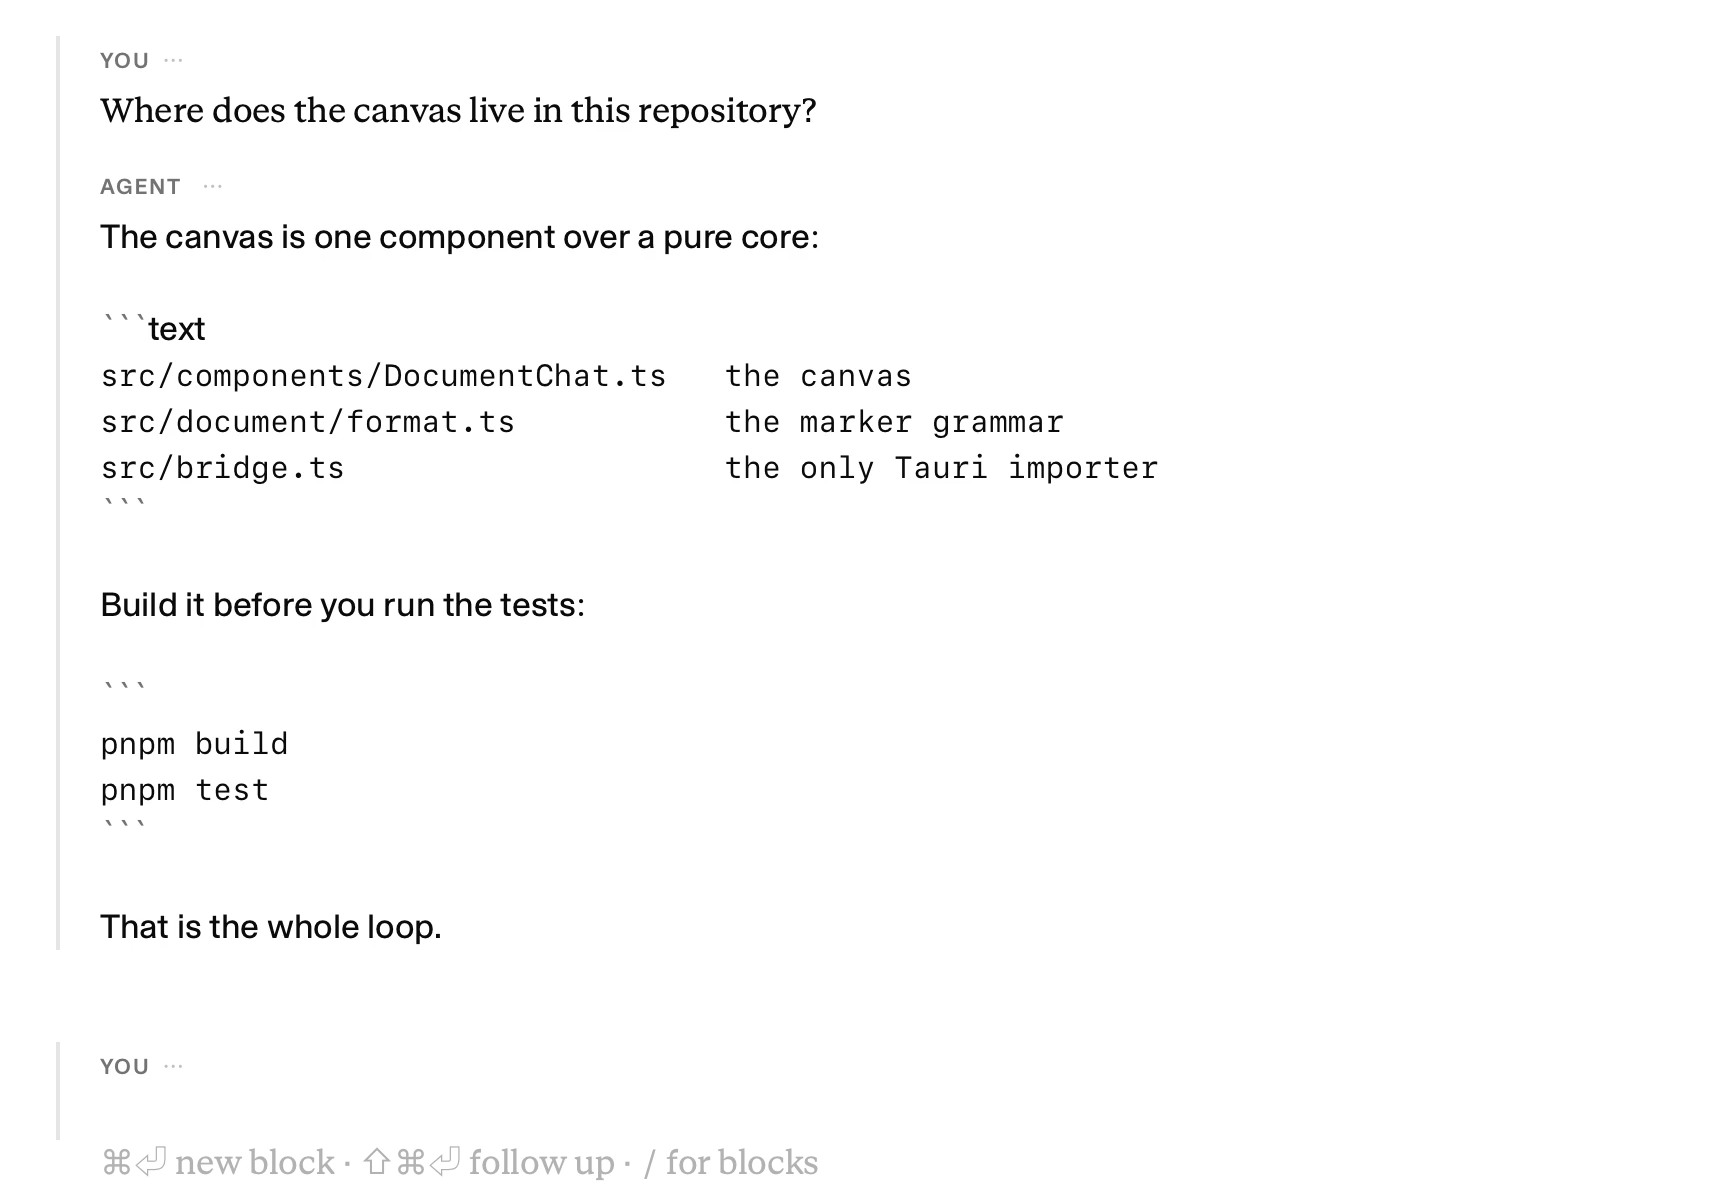 YOU ···
Where does the canvas live in this repository?
AGENT ···
The canvas is one component over a pure core:
```text
src/components/DocumentChat.ts   the canvas
src/document/format.ts           the marker grammar
src/bridge.ts                    the only Tauri importer
```
Build it before you run the tests:
```
pnpm build
pnpm test
```
That is the whole loop.
YOU ···
⌘⏎ new block · ⇧⌘⏎ follow up · / for blocks